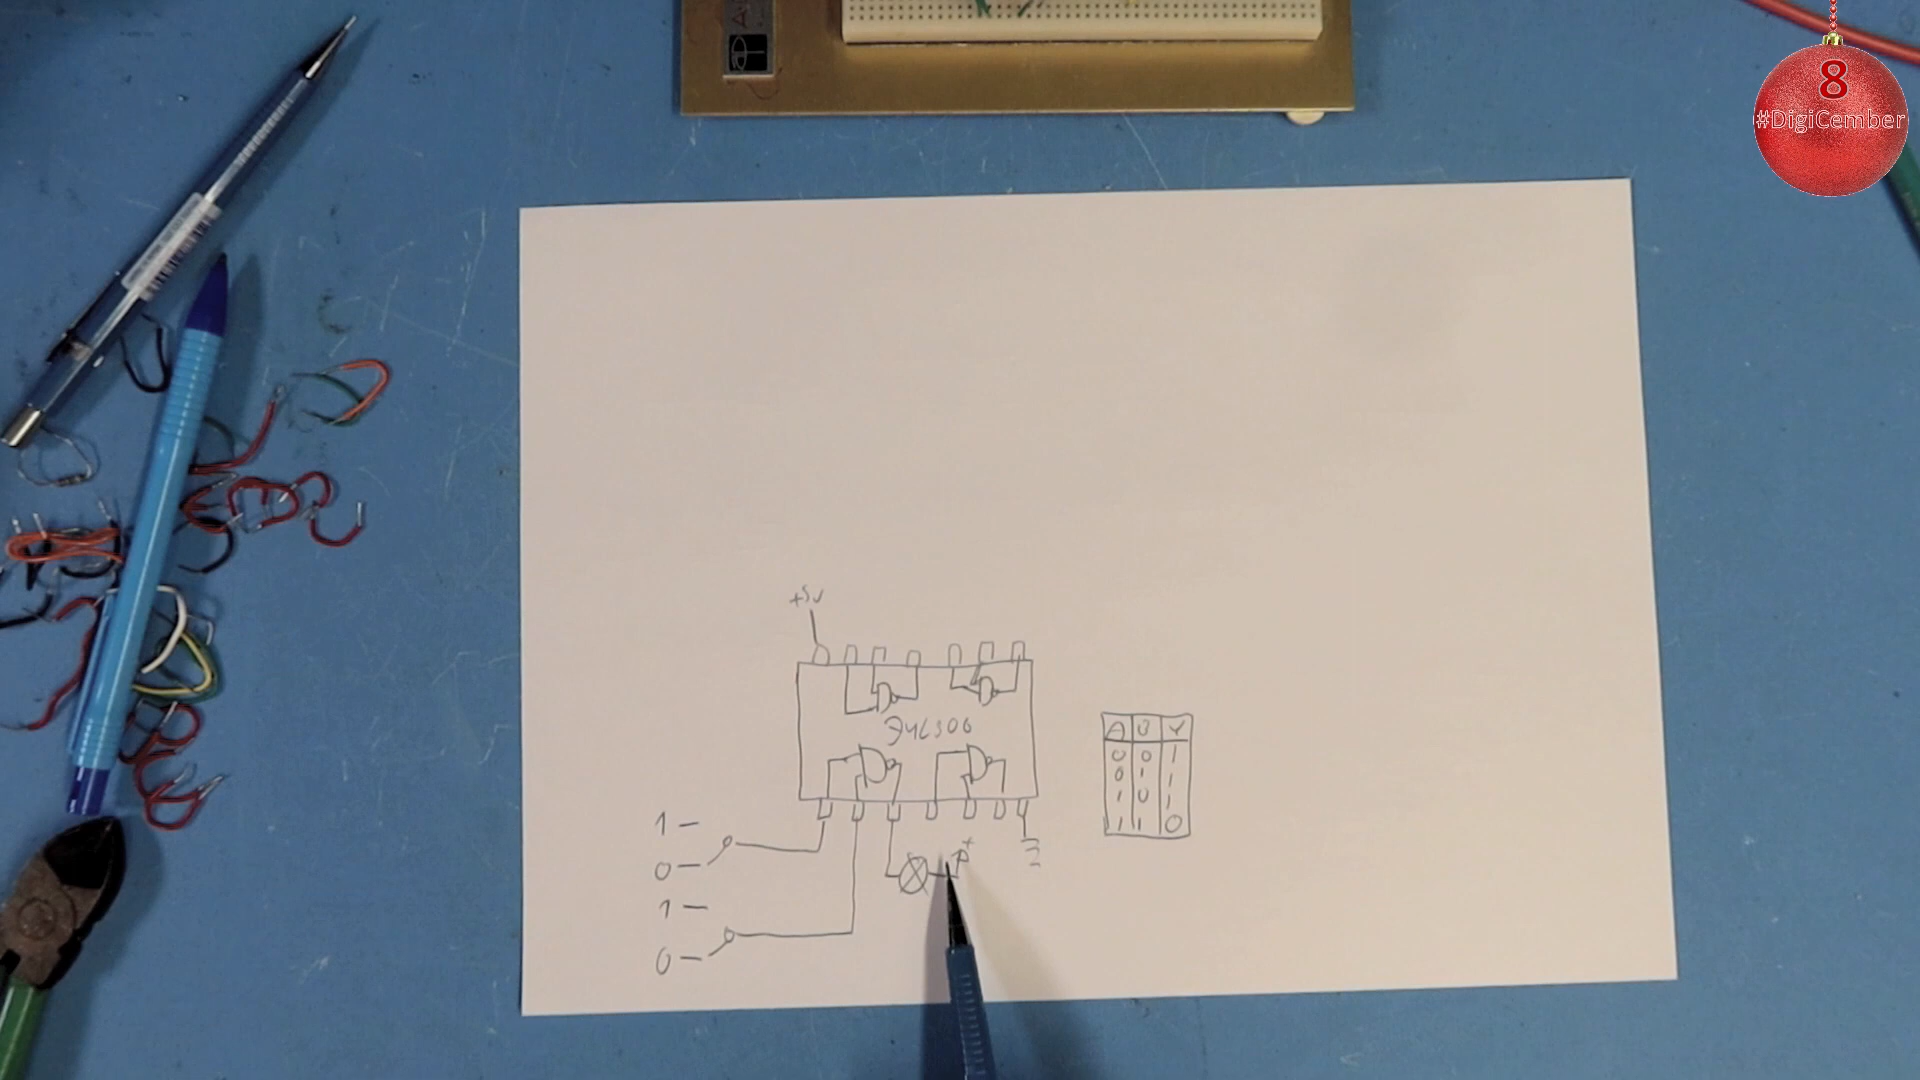 8
#DigiCember
+5V
74LS00
A B Y
0 0 1
0 1 1
1 0 1
1 1 0
1
0
1
0
+